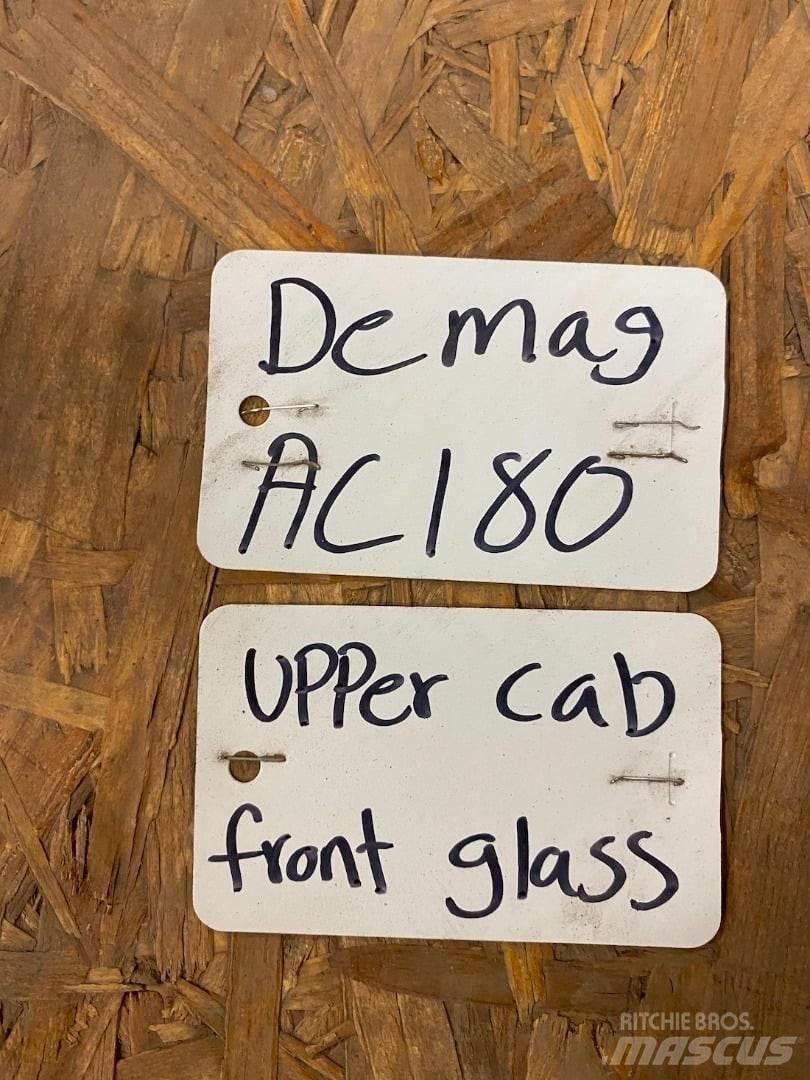 Demag
AC180
UPPer cab
front glass
RITCHIE BROS.
MASCUS